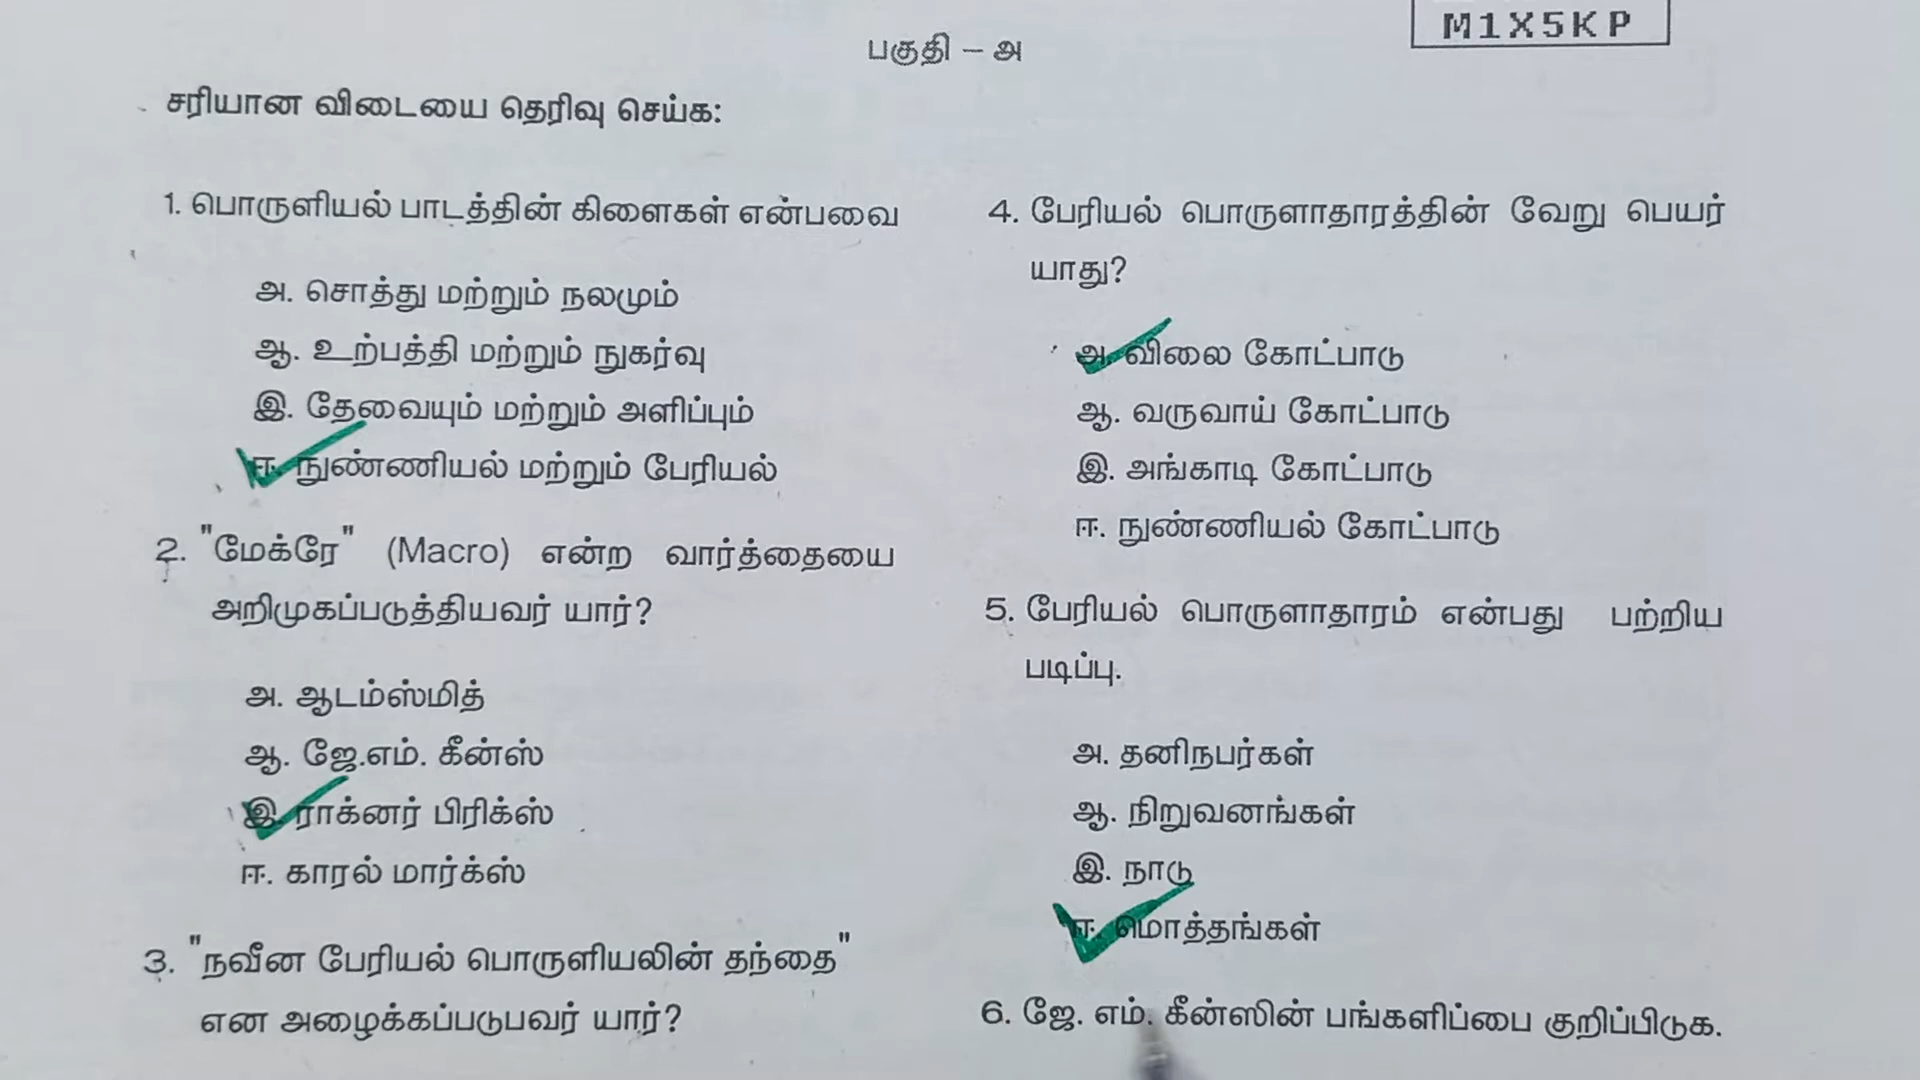 M1X5KP
பகுதி – அ
சரியான விடையை தெரிவு செய்க:
1. பொருளியல் பாடத்தின் கிளைகள் என்பவை
அ. சொத்து மற்றும் நலமும்
ஆ. உற்பத்தி மற்றும் நுகர்வு
இ. தேவையும் மற்றும் அளிப்பும்
ஈ. நுண்ணியல் மற்றும் பேரியல்
2. "மேக்ரே" (Macro) என்ற வார்த்தையை
அறிமுகப்படுத்தியவர் யார்?
அ. ஆடம்ஸ்மித்
ஆ. ஜே.எம். கீன்ஸ்
இ. ராக்னர் பிரிக்ஸ்
ஈ. காரல் மார்க்ஸ்
3. "நவீன பேரியல் பொருளியலின் தந்தை"
என அழைக்கப்படுபவர் யார்?
4. பேரியல் பொருளாதாரத்தின் வேறு பெயர்
யாது?
அ. விலை கோட்பாடு
ஆ. வருவாய் கோட்பாடு
இ. அங்காடி கோட்பாடு
ஈ. நுண்ணியல் கோட்பாடு
5. பேரியல் பொருளாதாரம் என்பது பற்றிய
படிப்பு.
அ. தனிநபர்கள்
ஆ. நிறுவனங்கள்
இ. நாடு
ஈ. மொத்தங்கள்
6. ஜே. எம். கீன்ஸின் பங்களிப்பை குறிப்பிடுக.